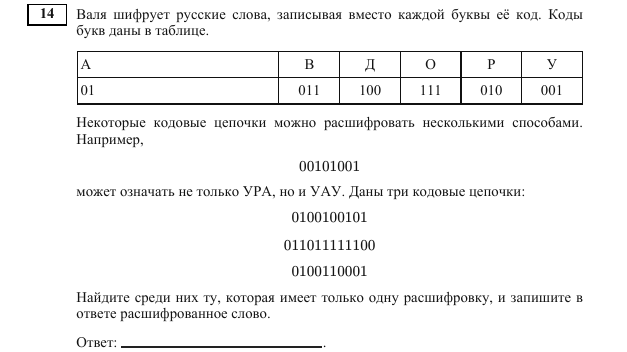 14
Валя шифрует русские слова, записывая вместо каждой буквы её код. Коды
букв даны в таблице.
А В Д О Р У
01 011 100 111 010 001
Некоторые кодовые цепочки можно расшифровать несколькими способами.
Например,
00101001
может означать не только УРА, но и УАУ. Даны три кодовые цепочки:
0100100101
011011111100
0100110001
Найдите среди них ту, которая имеет только одну расшифровку, и запишите в
ответе расшифрованное слово.
Ответ: ____________________.